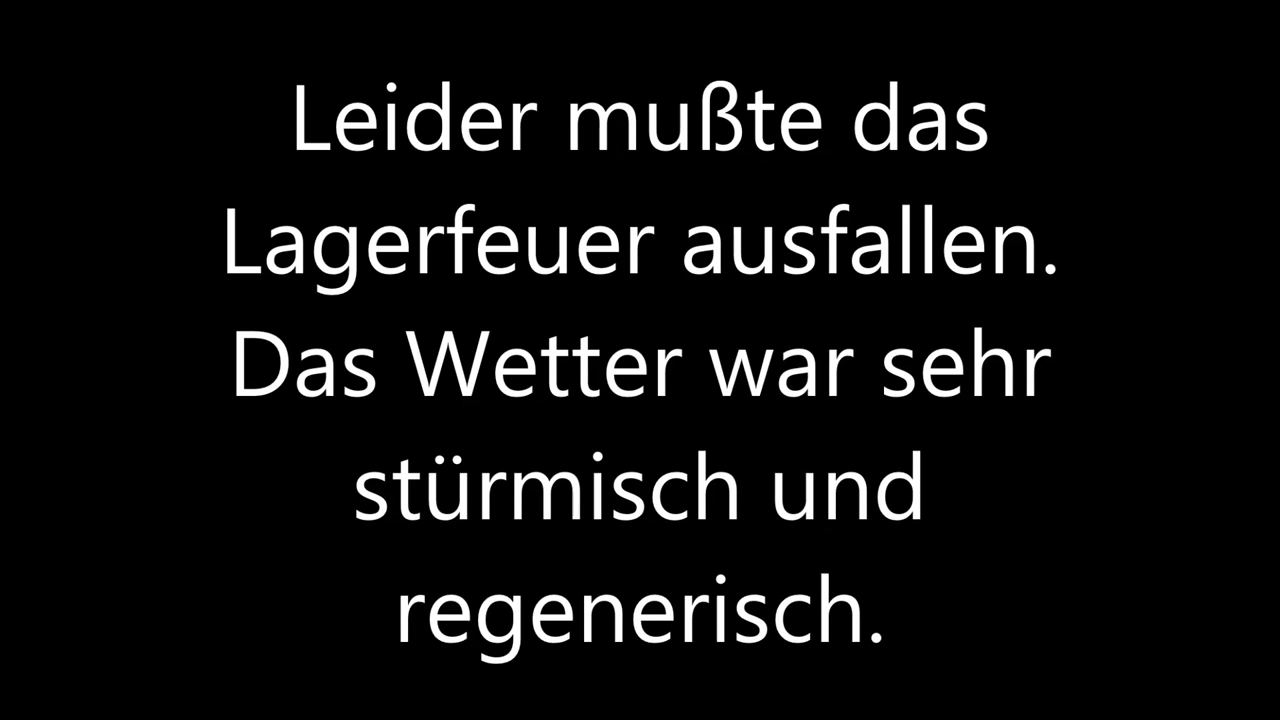 Leider mußte das
Lagerfeuer ausfallen.
Das Wetter war sehr
stürmisch und
regenerisch.